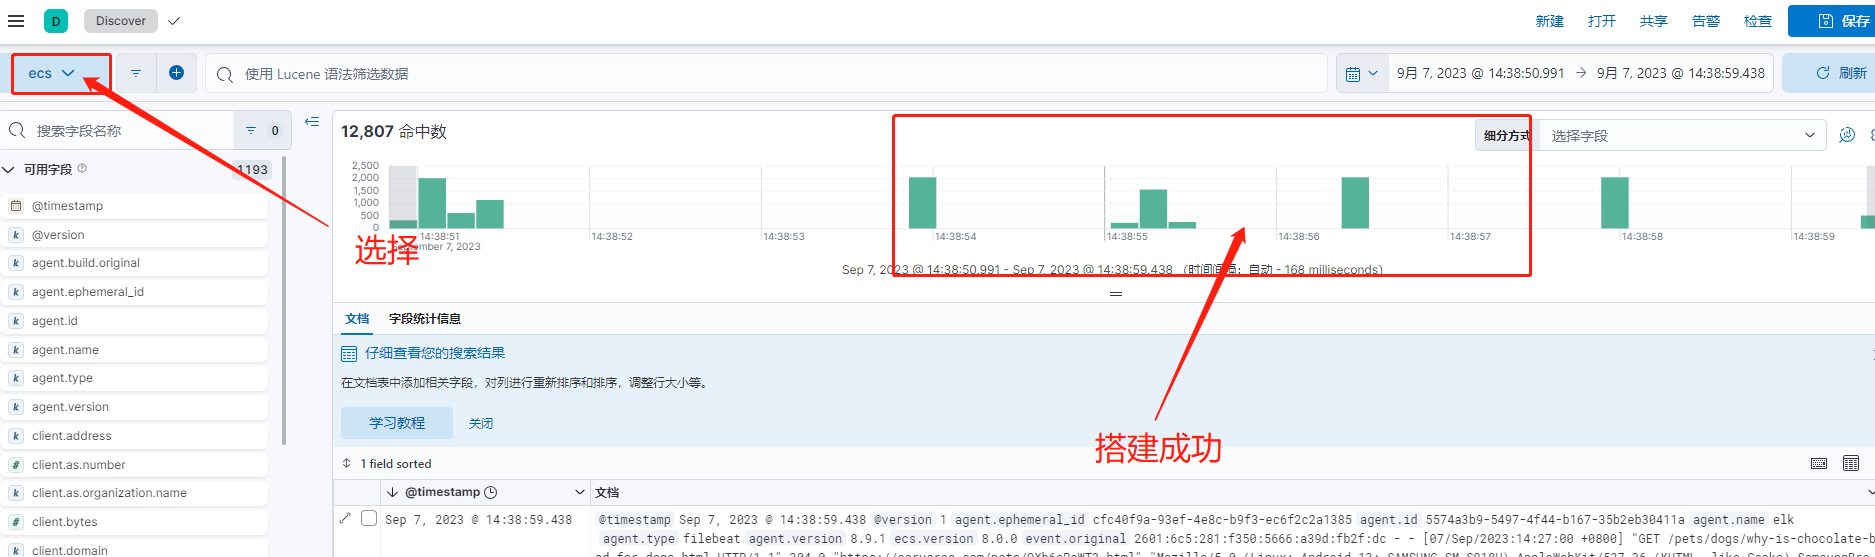 D Discover 新建 打开 共享 告警 检查 保存
ecs 使用 Lucene 语法筛选数据 9月 7, 2023 @ 14:38:50.991 → 9月 7, 2023 @ 14:38:59.438 刷新
搜索字段名称 0
12,807 命中数 细分方式 选择字段
可用字段 1193
2,500
2,000
1,500
1,000
500
0
14:38:51 14:38:52 14:38:53 14:38:54 14:38:55 14:38:56 14:38:57 14:38:58 14:38:59
September 7, 2023
选择
Sep 7, 2023 @ 14:38:50.991 - Sep 7, 2023 @ 14:38:59.438 (时间间隔: 自动 - 168 milliseconds)
@timestamp
@version
agent.build.original
agent.ephemeral_id
agent.id
agent.name
agent.type
agent.version
client.address
client.as.number
client.as.organization.name
client.bytes
client.domain
文档 字段统计信息
仔细查看您的搜索结果
在文档表中添加相关字段，对列进行重新排序和排序，调整行大小等。
学习教程 关闭
搭建成功
1 field sorted
@timestamp 文档
Sep 7, 2023 @ 14:38:59.438 @timestamp Sep 7, 2023 @ 14:38:59.438 @version 1 agent.ephemeral_id cfc40f9a-93ef-4e8c-b9f3-ec6f2c2a1385 agent.id 5574a3b9-5497-4f44-b167-35b2eb30411a agent.name elk
agent.type filebeat agent.version 8.9.1 ecs.version 8.0.0 event.original 2601:6c5:281:f350:5666:a39d:fb2f:dc - - [07/Sep/2023:14:27:00 +0800] "GET /pets/dogs/why-is-chocolate-b